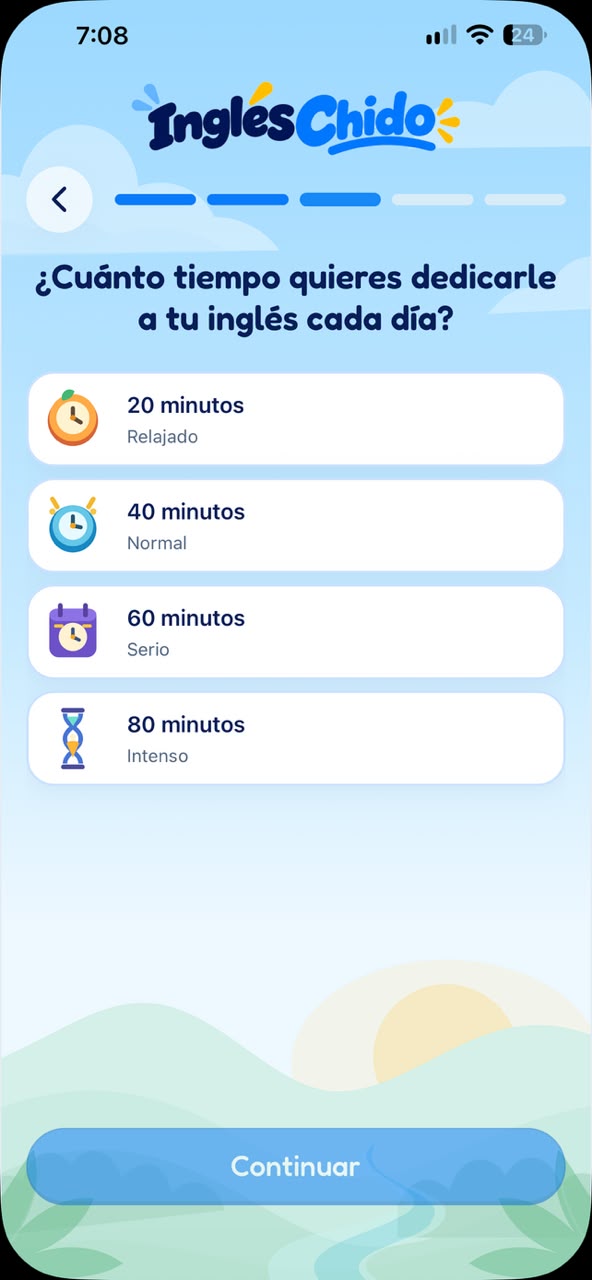 7:08
24
InglésChido
¿Cuánto tiempo quieres dedicarle
a tu inglés cada día?
20 minutos
Relajado
40 minutos
Normal
60 minutos
Serio
80 minutos
Intenso
Continuar